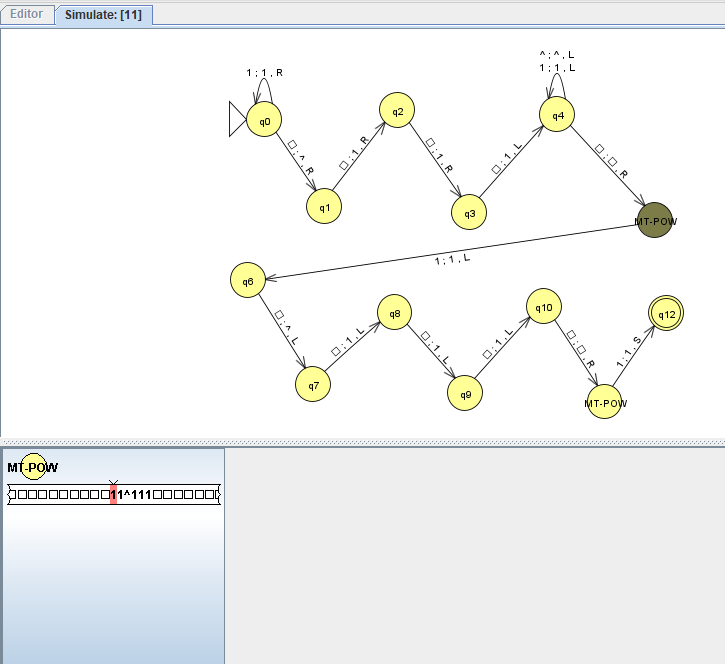 Editor
Simulate: [11]
1 ; 1 , R
q0
□ ; ^ , R
q1
□ ; 1 , R
q2
□ ; 1 , R
q3
□ ; 1 , L
^ ; ^ , L
1 ; 1 , L
q4
□ ; □ , R
MT-POW
1 ; 1 , L
q6
□ ; ^ , L
q7
□ ; 1 , L
q8
□ ; 1 , L
q9
□ ; 1 , L
q10
□ ; □ , R
MT-POW
1 ; 1 , S
q12
MT-POW
□□□□□□□□□□11^111□□□□□□□